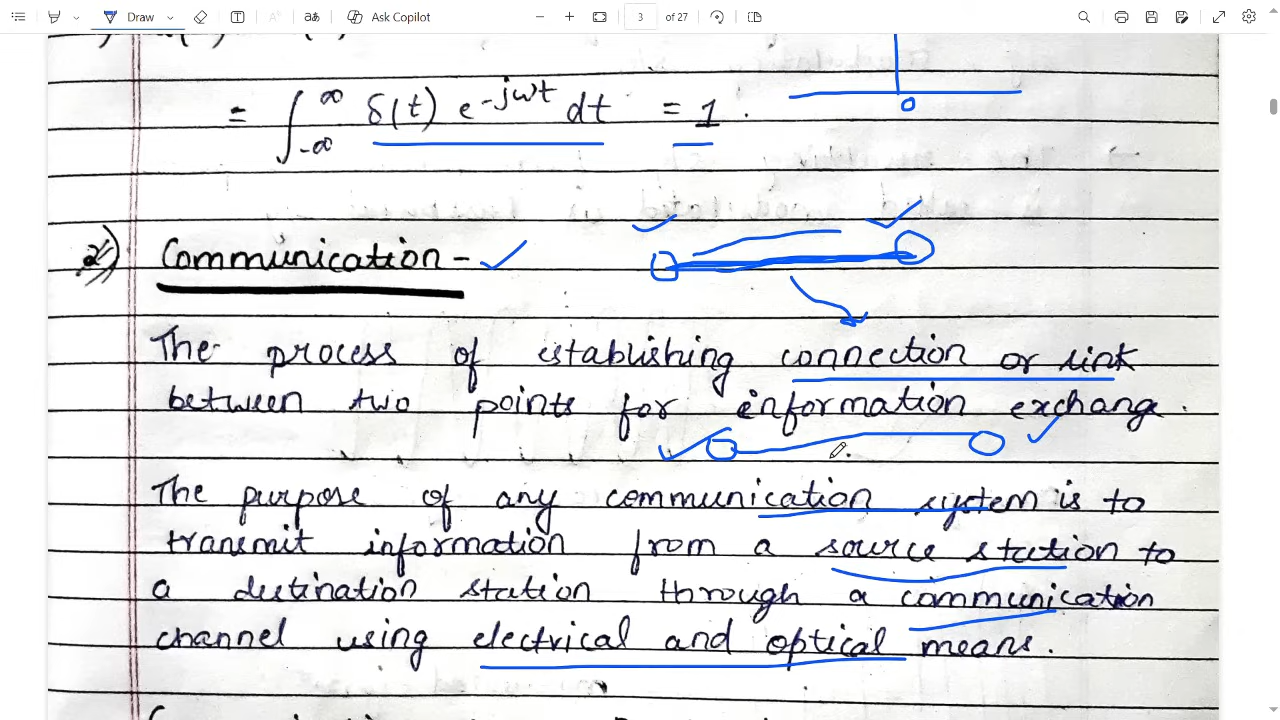 Draw
Ask Copilot
3 of 27
= ∫_{-∞}^{∞} δ(t) e^{-jωt} dt = 1 .
0
2) Communication -
The process of establishing connection or link
between two points for information exchange.
The purpose of any communication system is to
transmit information from a source station to
a destination station through a communication
channel using electrical and optical means.